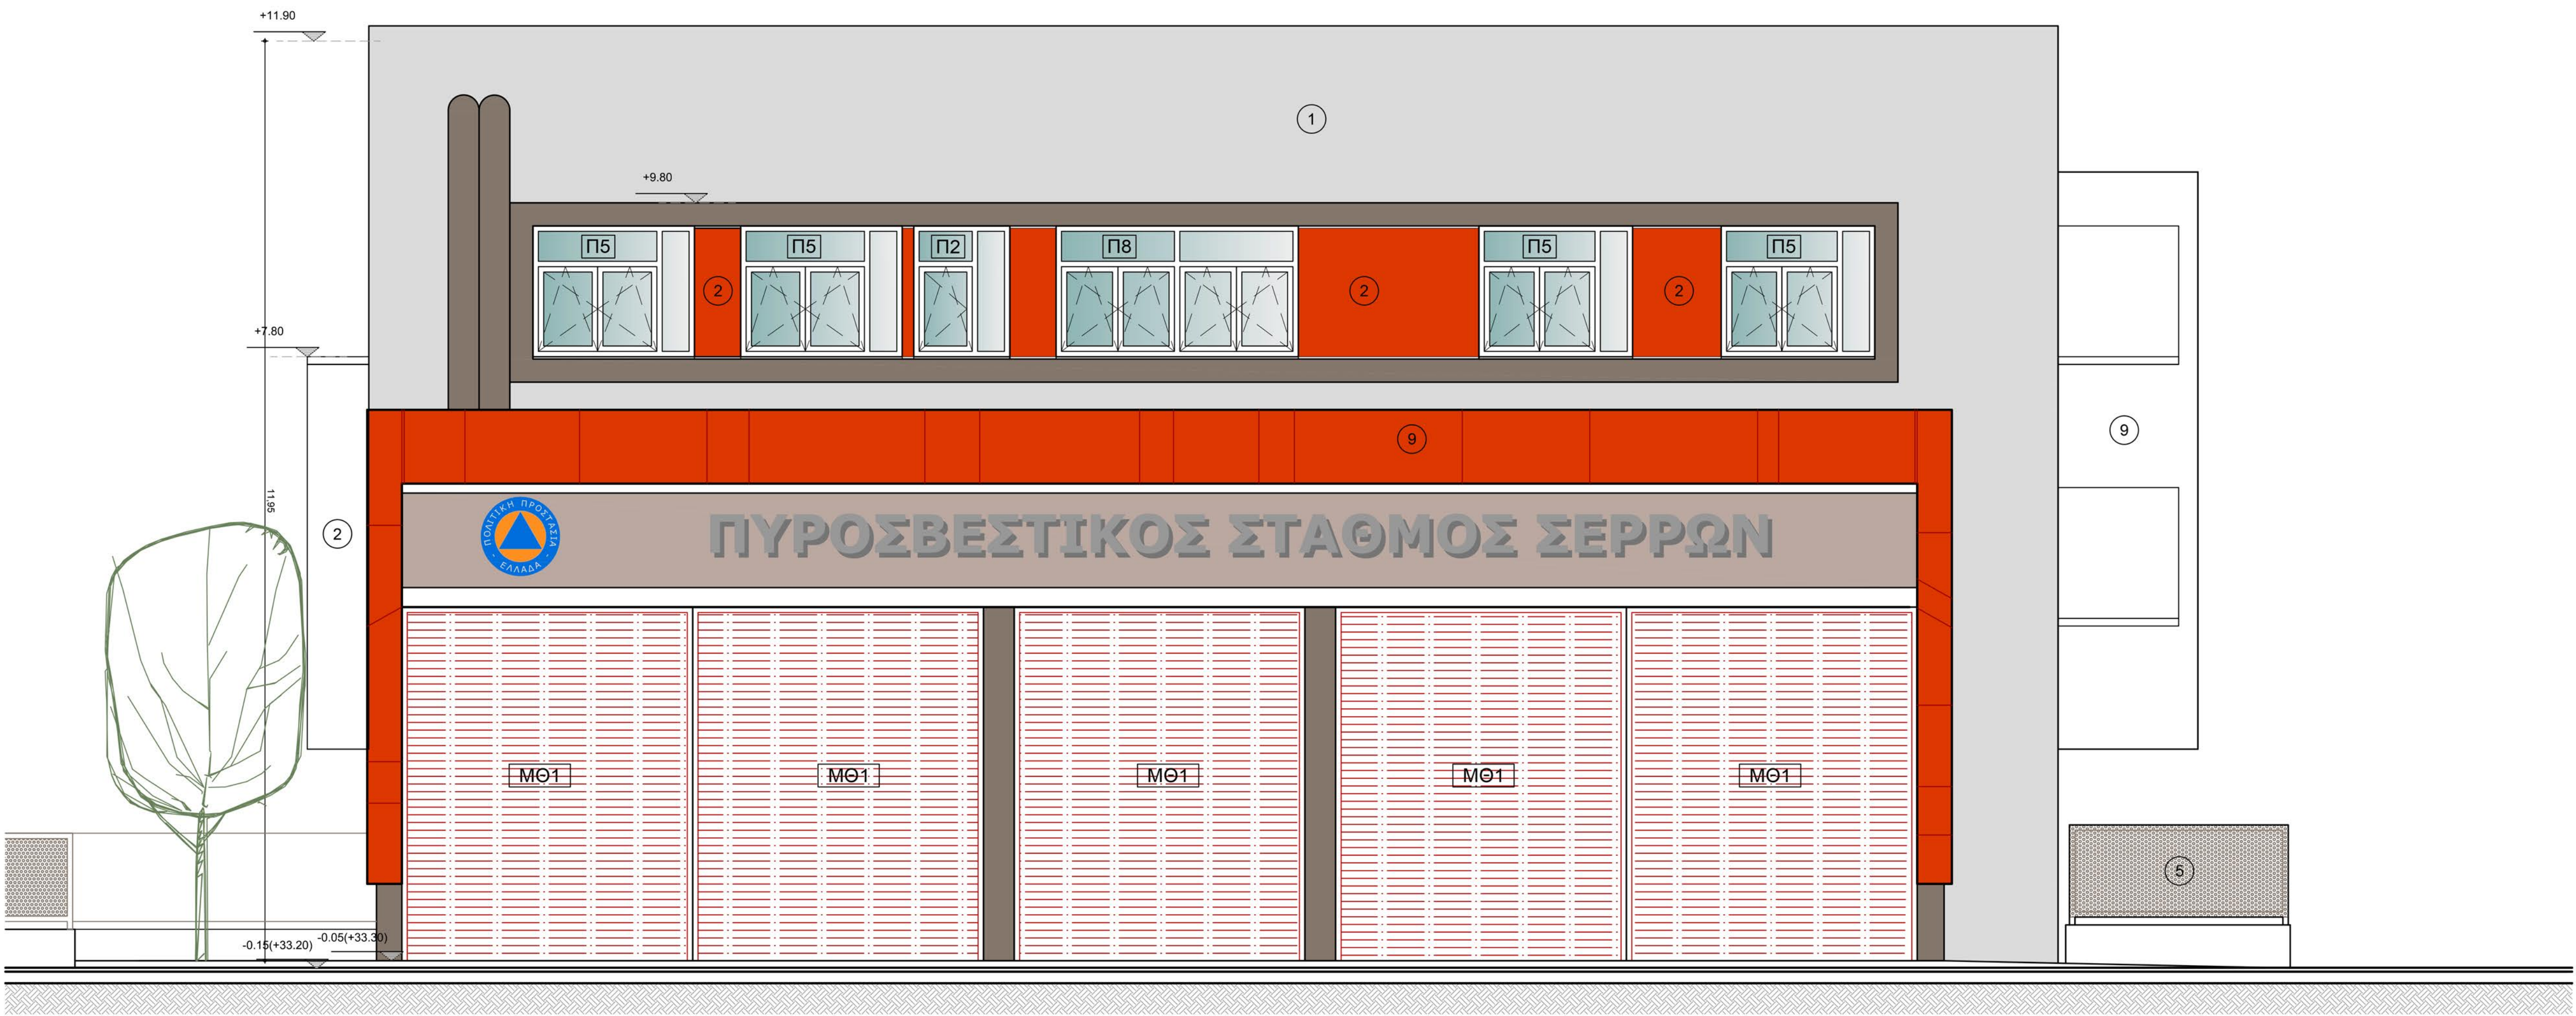 +11.90
1
+9.80
Π5
Π5
Π2
Π8
Π5
Π5
2
2
2
+7.80
9
9
11.95
2
ΠΟΛΙΤΙΚΗ ΠΡΟΣΤΑΣΙΑ
ΕΛΛΑΔΑ
ΠΥΡΟΣΒΕΣΤΙΚΟΣ ΣΤΑΘΜΟΣ ΣΕΡΡΩΝ
ΜΘ1
ΜΘ1
ΜΘ1
ΜΘ1
ΜΘ1
5
-0.15(+33.20)
-0.05(+33.30)